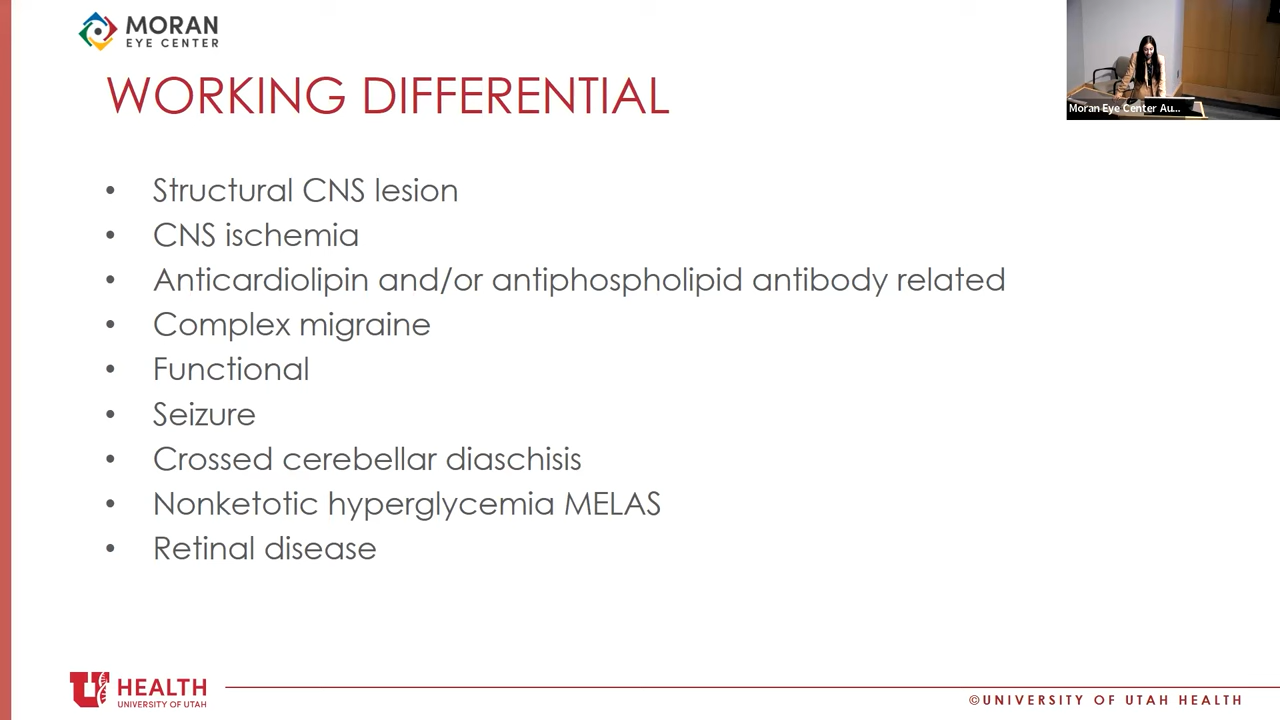 MORAN
EYE CENTER
Moran Eye Center Au...
WORKING DIFFERENTIAL
• Structural CNS lesion
• CNS ischemia
• Anticardiolipin and/or antiphospholipid antibody related
• Complex migraine
• Functional
• Seizure
• Crossed cerebellar diaschisis
• Nonketotic hyperglycemia MELAS
• Retinal disease
U HEALTH
UNIVERSITY OF UTAH
©UNIVERSITY OF UTAH HEALTH